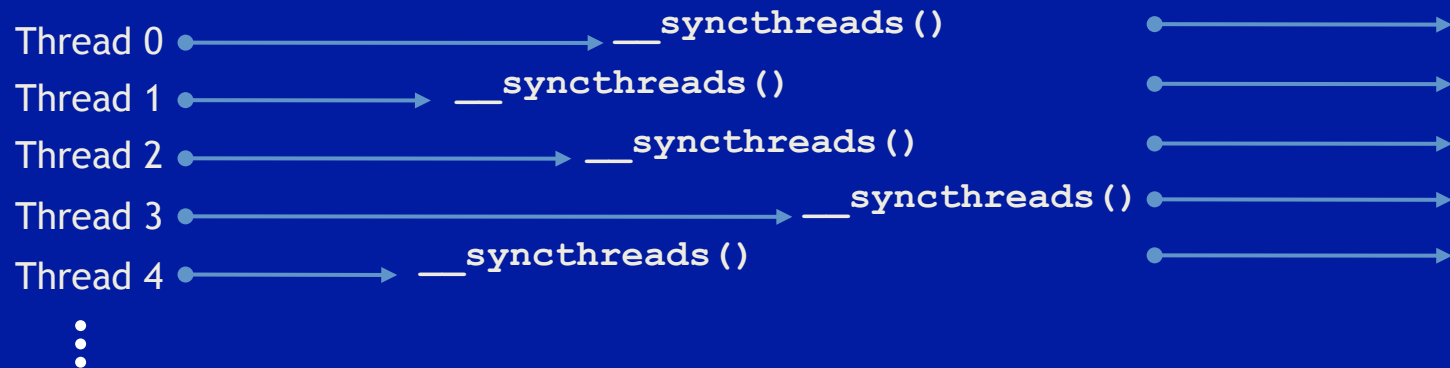 Thread 0 __syncthreads()
Thread 1 __syncthreads()
Thread 2 __syncthreads()
Thread 3 __syncthreads()
Thread 4 __syncthreads()